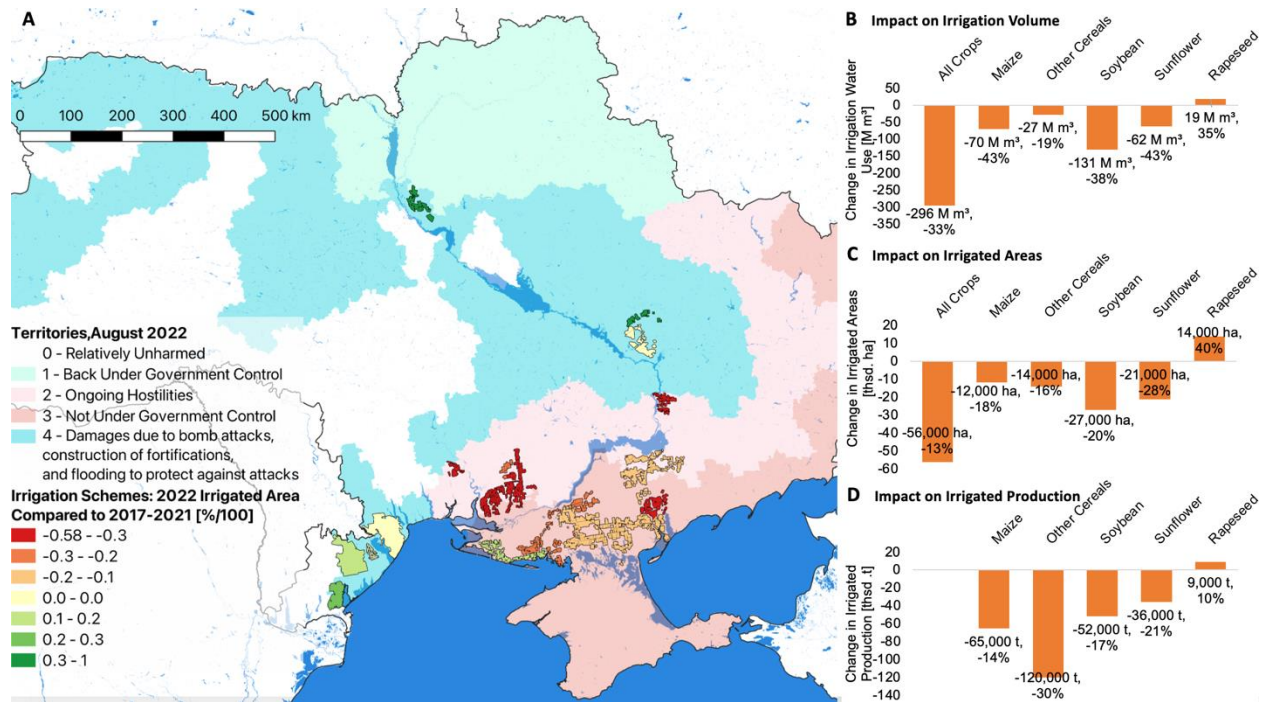 A
0 100 200 300 400 500 km
Territories,August 2022
0 - Relatively Unharmed
1 - Back Under Government Control
2 - Ongoing Hostilities
3 - Not Under Government Control
4 - Damages due to bomb attacks,
construction of fortifications,
and flooding to protect against attacks
Irrigation Schemes: 2022 Irrigated Area
Compared to 2017-2021 [%/100]
-0.58 - -0.3
-0.3 - -0.2
-0.2 - -0.1
0.0 - 0.0
0.1 - 0.2
0.2 - 0.3
0.3 - 1
B Impact on Irrigation Volume
All Crops
Maize
Other Cereals
Soybean
Sunflower
Rapeseed
Change in Irrigation Water
Use [M m³]
50
0
-50
-100
-150
-200
-250
-300
-350
-296 M m³,
-33%
-70 M m³,
-43%
-27 M m³,
-19%
-131 M m³,
-38%
-62 M m³,
-43%
19 M m³,
35%
C Impact on Irrigated Areas
All Crops
Maize
Other Cereals
Soybean
Sunflower
Rapeseed
Change in Irrigated Areas
[thsd. ha]
20
10
0
-10
-20
-30
-40
-50
-60
-56,000 ha,
-13%
-12,000 ha,
-18%
-14,000 ha,
-16%
-27,000 ha,
-20%
-21,000 ha,
-28%
14,000 ha,
40%
D Impact on Irrigated Production
Maize
Other Cereals
Soybean
Sunflower
Rapeseed
Change in Irrigated
Production [thsd .t]
20
0
-20
-40
-60
-80
-100
-120
-140
-65,000 t,
-14%
-120,000 t,
-30%
-52,000 t,
-17%
-36,000 t,
-21%
9,000 t,
10%